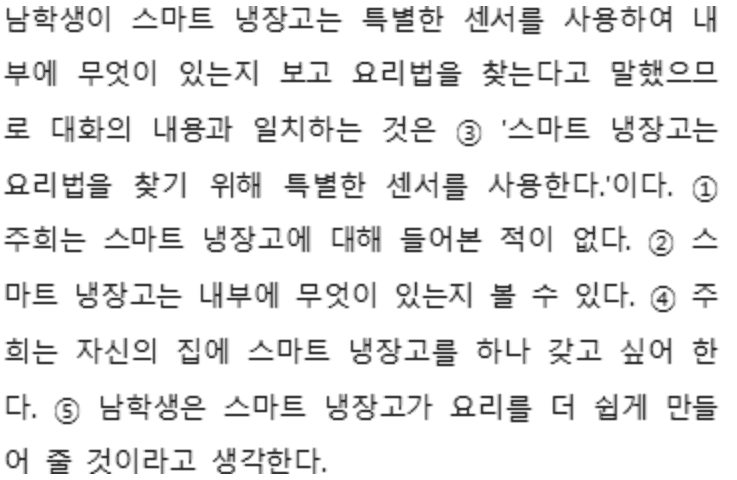 남학생이 스마트 냉장고는 특별한 센서를 사용하여 내
부에 무엇이 있는지 보고 요리법을 찾는다고 말했으므
로 대화의 내용과 일치하는 것은 ③ '스마트 냉장고는
요리법을 찾기 위해 특별한 센서를 사용한다.'이다. ①
주희는 스마트 냉장고에 대해 들어본 적이 없다. ② 스
마트 냉장고는 내부에 무엇이 있는지 볼 수 있다. ④ 주
희는 자신의 집에 스마트 냉장고를 하나 갖고 싶어 한
다. ⑤ 남학생은 스마트 냉장고가 요리를 더 쉽게 만들
어 줄 것이라고 생각한다.